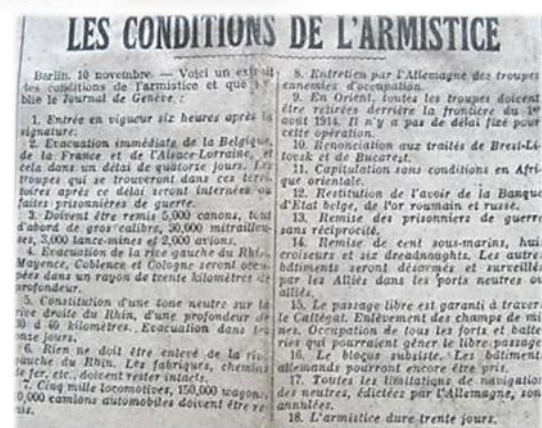 LES CONDITIONS DE L'ARMISTICE
Berlin, 10 novembre. — Voici un extrait
des conditions de l'armistice et que
blie le Journal de Genève :
1. Entrée en vigueur six heures après la
signature:
2. Evacuation immédiate de la Belgique,
de la France et de l'Alsace-Lorraine, et
cela dans un délai de quatorze jours. Les
troupes qui se trouveront dans ces terri-
toires après ce délai seront internées ou
faites prisonnières de guerre.
3. Doivent être remis 5,000 canons, tout
d'abord de gros calibres, 30,000 mitrailleu-
ses, 3,000 lance-mines et 2,000 avions.
4. Evacuation de la rive gauche du Rhin.
Mayence, Coblence et Cologne seront occu-
pées dans un rayon de trente kilomètres de
profondeur.
5. Constitution d'une zone neutre sur la
rive droite du Rhin, d'une profondeur de
30 à 40 kilomètres. Evacuation dans les
onze jours.
6. Rien ne doit être enlevé de la rive
gauche du Rhin. Les fabriques, chemins
de fer, etc., doivent rester intacts.
7. Cinq mille locomotives, 150,000 wagons,
0,000 camions automobiles doivent être re-
mis.
8. Entretien par l'Allemagne des troupes
ennemies d'occupation.
9. En Orient, toutes les troupes doivent
être retirées derrière la frontière du 1er
août 1914. Il n'y a pas de délai fixé pour
cette opération.
10. Renonciation aux traités de Brest-Li-
towsk et de Bucarest.
11. Capitulation sans conditions en Afri-
que orientale.
12. Restitution de l'avoir de la Banque
d'Etat belge, de l'or roumain et russe.
13. Remise des prisonniers de guerre
sans réciprocité.
14. Remise de cent sous-marins, huit
croiseurs et six dreadnoughts. Les autres
bâtiments seront désarmés et surveillés
par les Alliés dans les ports neutres ou
alliés.
15. Le passage libre est garanti à travers
le Cattégat. Enlèvement des champs de mi-
nes. Occupation de tous les forts et batte-
ries qui pourraient gêner le libre passage
16. Le blocus subsiste. Les bâtiments
allemands pourront encore être pris.
17. Toutes les limitations de navigation
des neutres, édictées par l'Allemagne, son
annulées.
18. L'armistice dure trente jours.